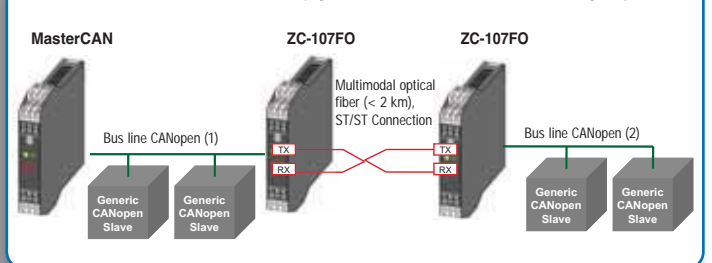 MasterCAN
ZC-107FO
ZC-107FO
Multimodal optical
fiber (< 2 km),
ST/ST Connection
Bus line CANopen (1)
Bus line CANopen (2)
TX
TX
RX
RX
Generic
CANopen
Slave
Generic
CANopen
Slave
Generic
CANopen
Slave
Generic
CANopen
Slave